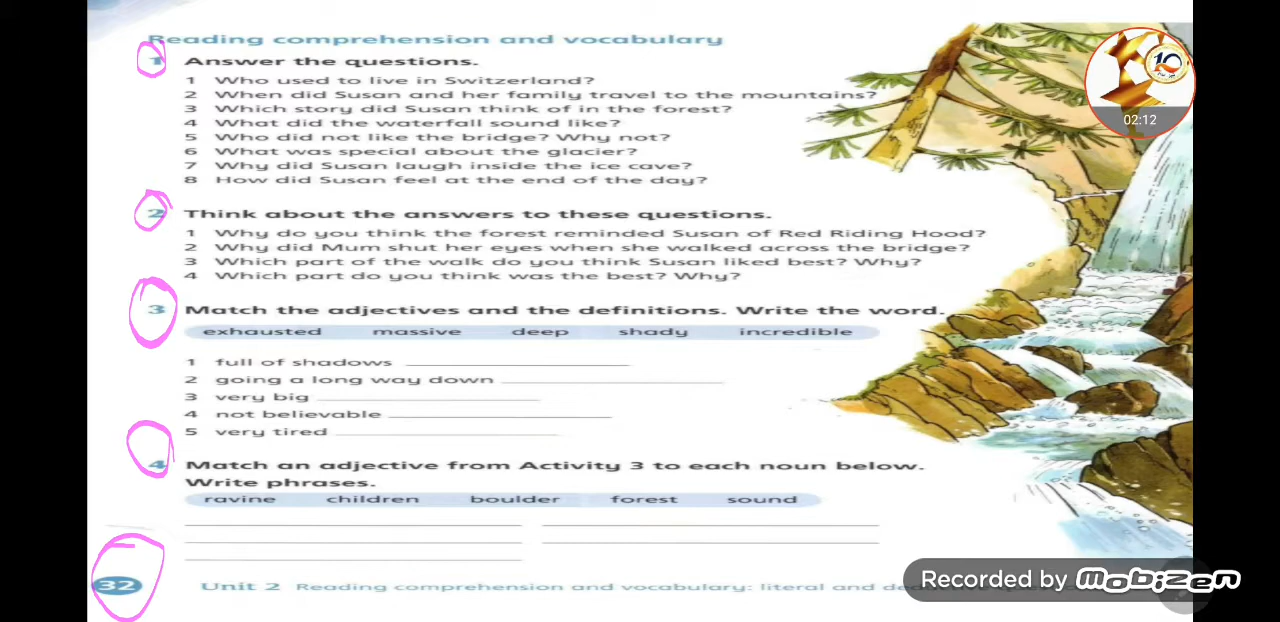 Reading comprehension and vocabulary
1 Answer the questions.
1 Who used to live in Switzerland?
2 When did Susan and her family travel to the mountains?
3 Which story did Susan think of in the forest?
4 What did the waterfall sound like?
5 Who did not like the bridge? Why not?
6 What was special about the glacier?
7 Why did Susan laugh inside the ice cave?
8 How did Susan feel at the end of the day?
2 Think about the answers to these questions.
1 Why do you think the forest reminded Susan of Red Riding Hood?
2 Why did Mum shut her eyes when she walked across the bridge?
3 Which part of the walk do you think Susan liked best? Why?
4 Which part do you think was the best? Why?
3 Match the adjectives and the definitions. Write the word.
exhausted massive deep shady incredible
1 full of shadows
2 going a long way down
3 very big
4 not believable
5 very tired
4 Match an adjective from Activity 3 to each noun below.
Write phrases.
ravine children boulder forest sound
32 Unit 2 Reading comprehension and vocabulary: literal and
10
02:12
Recorded by Mobizen